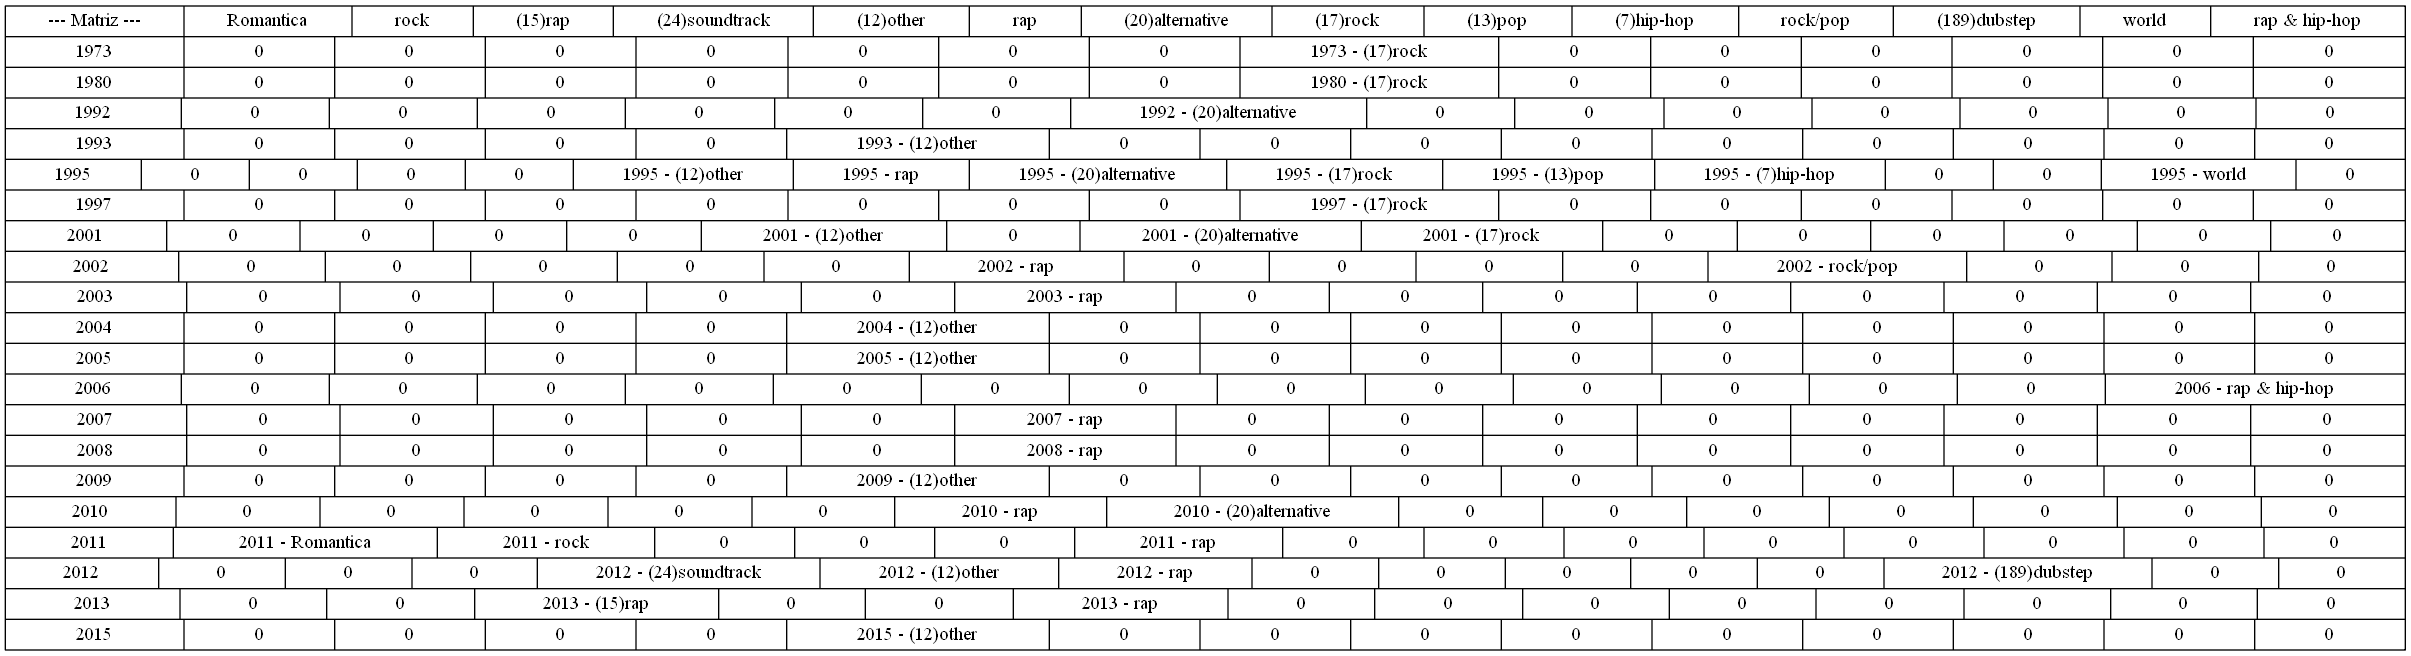 --- Matriz --- Romantica rock (15)rap (24)soundtrack (12)other rap (20)alternative (17)rock (13)pop (7)hip-hop rock/pop (189)dubstep world rap & hip-hop
1973 0 0 0 0 0 0 0 1973 - (17)rock 0 0 0 0 0 0
1980 0 0 0 0 0 0 0 1980 - (17)rock 0 0 0 0 0 0
1992 0 0 0 0 0 0 1992 - (20)alternative 0 0 0 0 0 0 0
1993 0 0 0 0 1993 - (12)other 0 0 0 0 0 0 0 0 0
1995 0 0 0 0 1995 - (12)other 1995 - rap 1995 - (20)alternative 1995 - (17)rock 1995 - (13)pop 1995 - (7)hip-hop 0 0 1995 - world 0
1997 0 0 0 0 0 0 0 1997 - (17)rock 0 0 0 0 0 0
2001 0 0 0 0 2001 - (12)other 0 2001 - (20)alternative 2001 - (17)rock 0 0 0 0 0 0
2002 0 0 0 0 0 2002 - rap 0 0 0 0 2002 - rock/pop 0 0 0
2003 0 0 0 0 0 2003 - rap 0 0 0 0 0 0 0 0
2004 0 0 0 0 2004 - (12)other 0 0 0 0 0 0 0 0 0
2005 0 0 0 0 2005 - (12)other 0 0 0 0 0 0 0 0 0
2006 0 0 0 0 0 0 0 0 0 0 0 0 0 2006 - rap & hip-hop
2007 0 0 0 0 0 2007 - rap 0 0 0 0 0 0 0 0
2008 0 0 0 0 0 2008 - rap 0 0 0 0 0 0 0 0
2009 0 0 0 0 2009 - (12)other 0 0 0 0 0 0 0 0 0
2010 0 0 0 0 0 2010 - rap 2010 - (20)alternative 0 0 0 0 0 0 0
2011 2011 - Romantica 2011 - rock 0 0 0 2011 - rap 0 0 0 0 0 0 0 0
2012 0 0 0 2012 - (24)soundtrack 2012 - (12)other 2012 - rap 0 0 0 0 0 2012 - (189)dubstep 0 0
2013 0 0 2013 - (15)rap 0 0 2013 - rap 0 0 0 0 0 0 0 0
2015 0 0 0 0 2015 - (12)other 0 0 0 0 0 0 0 0 0